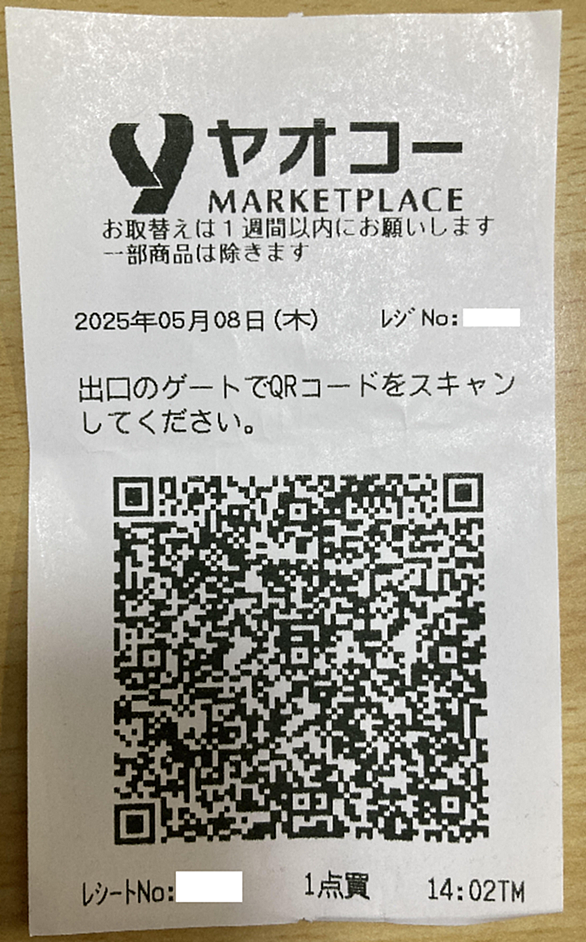 ヤオコー
MARKETPLACE
お取替えは1週間以内にお願いします
一部商品は除きます
2025年05月08日(木) ﾚｼﾞNo:
出口のゲートでQRコードをスキャン
してください。
ﾚｼｰﾄNo: 1点買 14:02TM